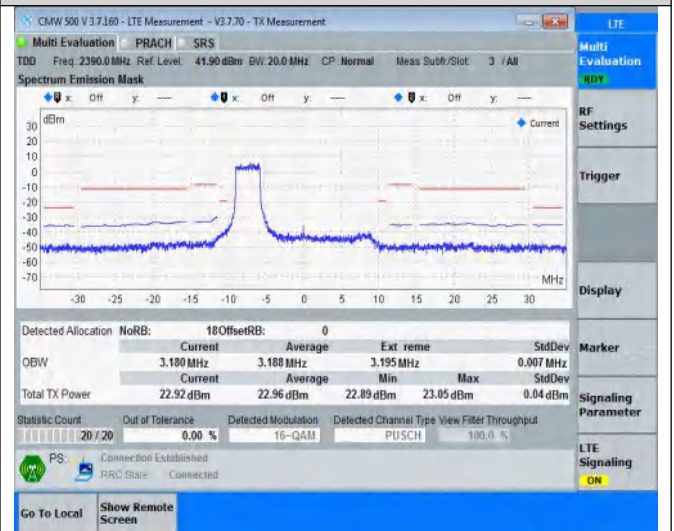 CMW 500 V 3.7.160 - LTE Measurement - V3.7.70 - TX Measurement
LTE
Multi Evaluation PRACH SRS
TDD Freq. 2390.0 MHz Ref. Level: 41.90 dBm BW: 20.0 MHz CP: Normal Meas Subfr./Slot: 3 /All
Spectrum Emission Mask
x: Off y: --- x: Off y: --- x: Off y: ---
dBm
Current
30
20
10
0
-10
-20
-30
-40
-50
-60
-70
MHz
-30 -25 -20 -15 -10 -5 0 5 10 15 20 25 30
Detected Allocation NoRB: 18 OffsetRB: 0
Current Average Ext reme StdDev
OBW 3.180 MHz 3.188 MHz 3.195 MHz 0.007 MHz
Current Average Min Max StdDev
Total TX Power 22.92 dBm 22.96 dBm 22.89 dBm 23.05 dBm 0.04 dBm
Statistic Count Out of Tolerance Detected Modulation Detected Channel Type View Filter Throughput
20 / 20 0.00 % 16-QAM PUSCH 100.0 %
PS: Connection Established
RRC State Connected
Multi
Evaluation
RDY
RF
Settings
Trigger
Display
Marker
Signaling
Parameter
LTE
Signaling
ON
Go To Local
Show Remote
Screen